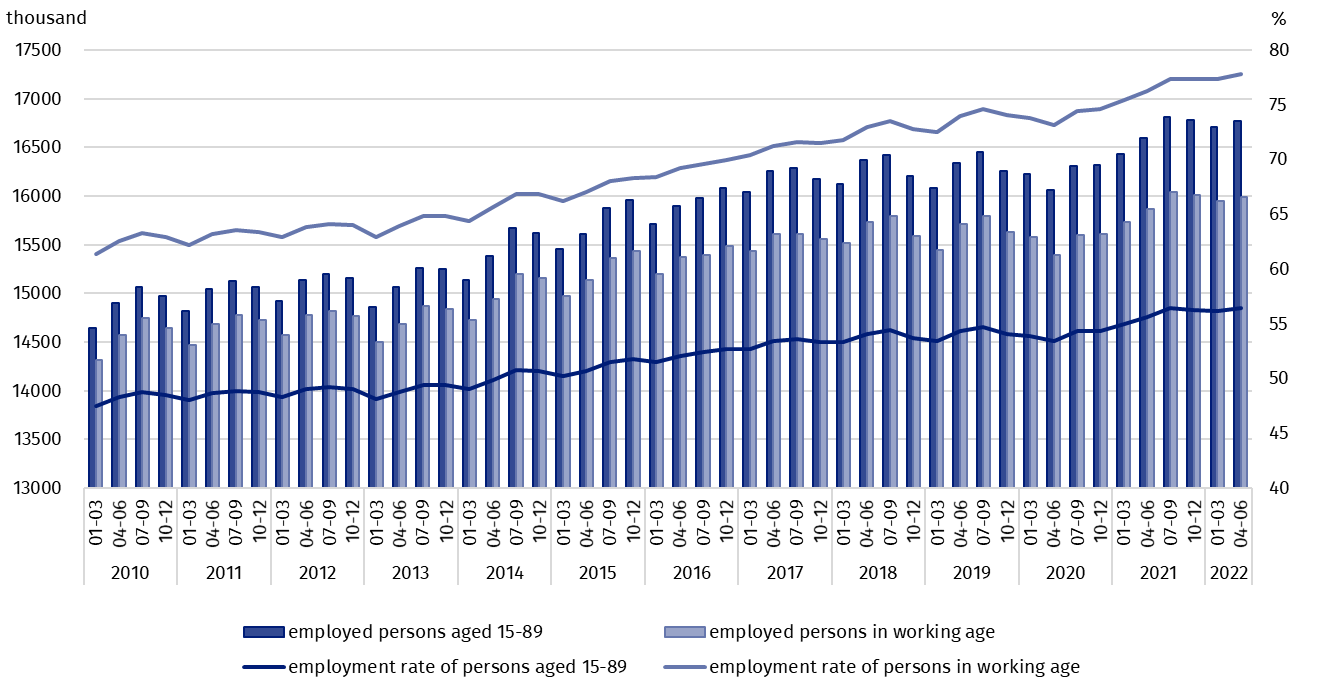 thousand %
17500 80
17000 75
16500 70
16000 65
15500 60
15000 55
14500 50
14000 45
13500 40
13000
01-03 04-06 07-09 10-12 01-03 04-06 07-09 10-12 01-03 04-06 07-09 10-12 01-03 04-06 07-09 10-12 01-03 04-06 07-09 10-12 01-03 04-06 07-09 10-12 01-03 04-06 07-09 10-12 01-03 04-06 07-09 10-12 01-03 04-06 07-09 10-12 01-03 04-06 07-09 10-12 01-03 04-06 07-09 10-12 01-03 04-06 07-09 10-12 01-03 04-06
2010 2011 2012 2013 2014 2015 2016 2017 2018 2019 2020 2021 2022
employed persons aged 15-89 employed persons in working age
employment rate of persons aged 15-89 employment rate of persons in working age